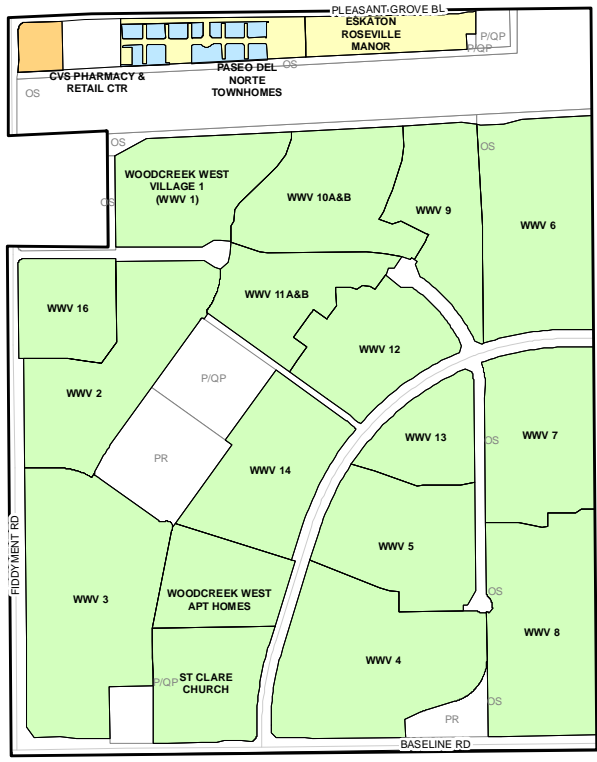 PLEASANT GROVE BL
ESKATON
ROSEVILLE
MANOR
P/QP
P/QP
OS
CVS PHARMACY &
RETAIL CTR
PASEO DEL
NORTE
TOWNHOMES
OS
OS
OS
WOODCREEK WEST
VILLAGE 1
(WWV 1)
WWV 10A&B
WWV 9
WWV 6
OS
WWV 16
WWV 11A&B
WWV 12
P/QP
WWV 2
PR
WWV 13
WWV 7
OS
WWV 14
FIDDYMENT RD
WWV 5
WWV 3
WOODCREEK WEST
APT HOMES
OS
WWV 8
WWV 4
P/QP
ST CLARE
CHURCH
OS
PR
BASELINE RD